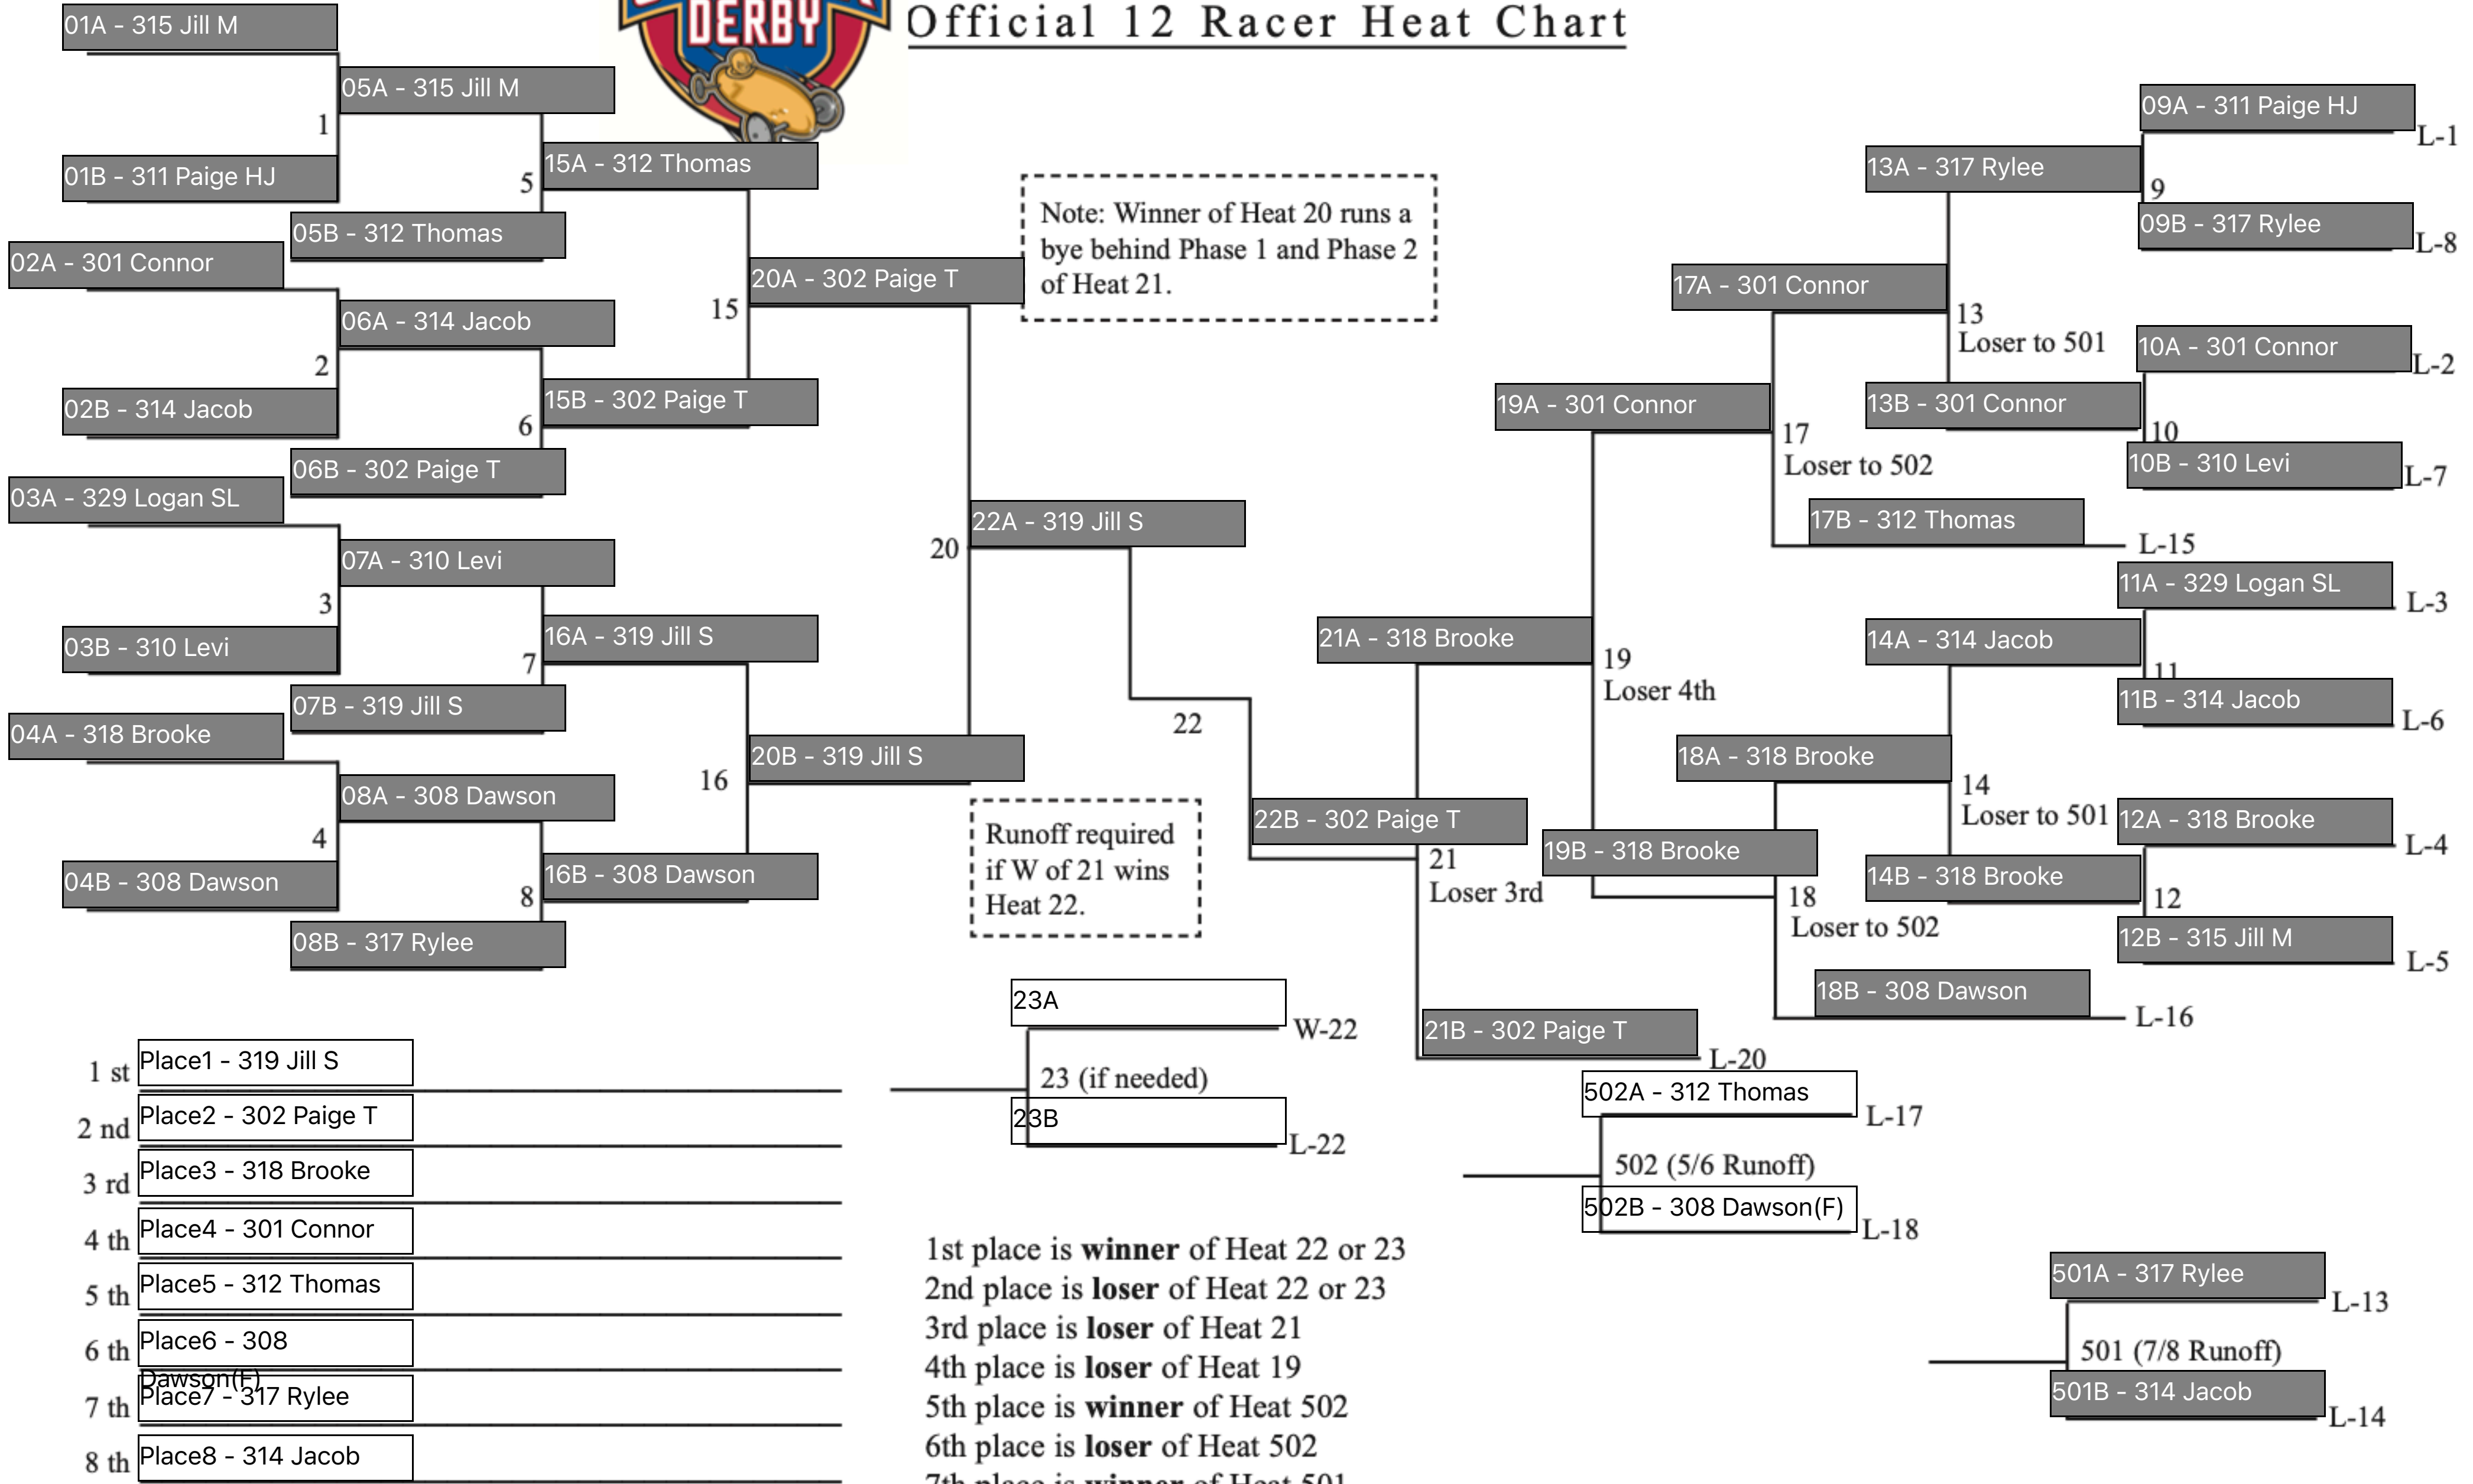 DERBY
Official 12 Racer Heat Chart
01A - 315 Jill M
05A - 315 Jill M
1
01B - 311 Paige HJ
15A - 312 Thomas
5
05B - 312 Thomas
02A - 301 Connor
20A - 302 Paige T
06A - 314 Jacob
15
2
02B - 314 Jacob
15B - 302 Paige T
6
06B - 302 Paige T
03A - 329 Logan SL
22A - 319 Jill S
20
07A - 310 Levi
3
03B - 310 Levi
16A - 319 Jill S
7
07B - 319 Jill S
04A - 318 Brooke
20B - 319 Jill S
16
08A - 308 Dawson
4
04B - 308 Dawson
16B - 308 Dawson
8
08B - 317 Rylee
Note: Winner of Heat 20 runs a
bye behind Phase 1 and Phase 2
of Heat 21.
22
22B - 302 Paige T
Runoff required
if W of 21 wins
Heat 22.
09A - 311 Paige HJ
L-1
13A - 317 Rylee
9
09B - 317 Rylee
L-8
17A - 301 Connor
13
Loser to 501
10A - 301 Connor
L-2
13B - 301 Connor
10
10B - 310 Levi
L-7
19A - 301 Connor
17
Loser to 502
17B - 312 Thomas
L-15
11A - 329 Logan SL
L-3
21A - 318 Brooke
19
Loser 4th
14A - 314 Jacob
11
11B - 314 Jacob
L-6
18A - 318 Brooke
14
Loser to 501
12A - 318 Brooke
L-4
19B - 318 Brooke
14B - 318 Brooke
12
12B - 315 Jill M
L-5
21
Loser 3rd
18
Loser to 502
18B - 308 Dawson
L-16
21B - 302 Paige T
L-20
23A
W-22
23 (if needed)
23B
L-22
502A - 312 Thomas
L-17
502 (5/6 Runoff)
502B - 308 Dawson(F)
L-18
501A - 317 Rylee
L-13
501 (7/8 Runoff)
501B - 314 Jacob
L-14
1 st Place1 - 319 Jill S
2 nd Place2 - 302 Paige T
3 rd Place3 - 318 Brooke
4 th Place4 - 301 Connor
5 th Place5 - 312 Thomas
6 th Place6 - 308
Dawson(F)
7 th Place7 - 317 Rylee
8 th Place8 - 314 Jacob
1st place is winner of Heat 22 or 23
2nd place is loser of Heat 22 or 23
3rd place is loser of Heat 21
4th place is loser of Heat 19
5th place is winner of Heat 502
6th place is loser of Heat 502
7th place is winner of Heat 501